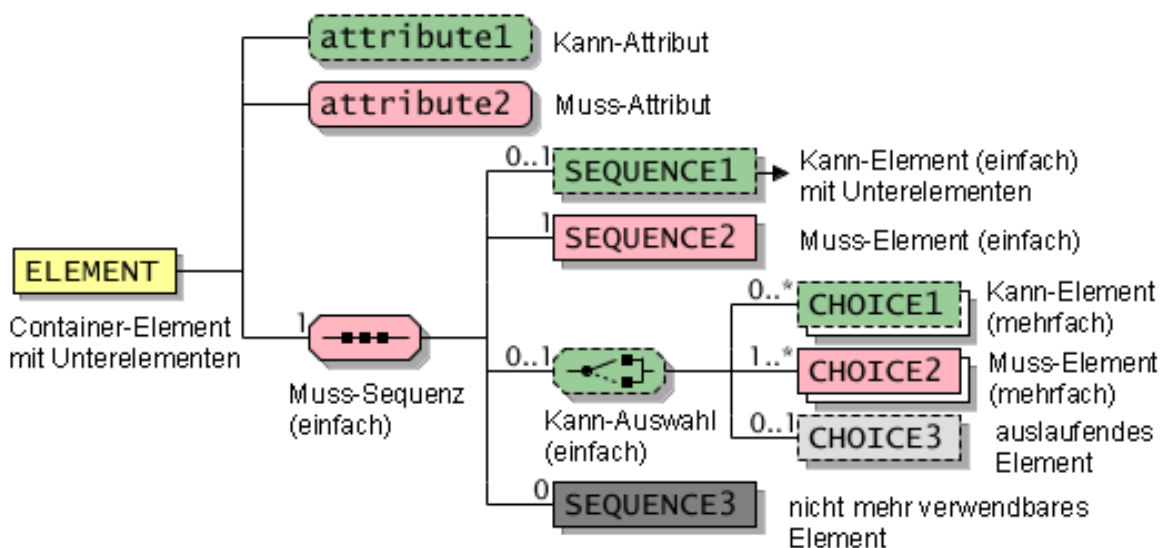 attribute1
Kann-Attribut
attribute2
Muss-Attribut
0..1
SEQUENCE1
Kann-Element (einfach)
mit Unterelementen
1
SEQUENCE2
Muss-Element (einfach)
ELEMENT
Container-Element
mit Unterelementen
1
Muss-Sequenz
(einfach)
0..1
Kann-Auswahl
(einfach)
0..*
CHOICE1
Kann-Element
(mehrfach)
1..*
CHOICE2
Muss-Element
(mehrfach)
0..1
CHOICE3
auslaufendes
Element
0
SEQUENCE3
nicht mehr verwendbares
Element